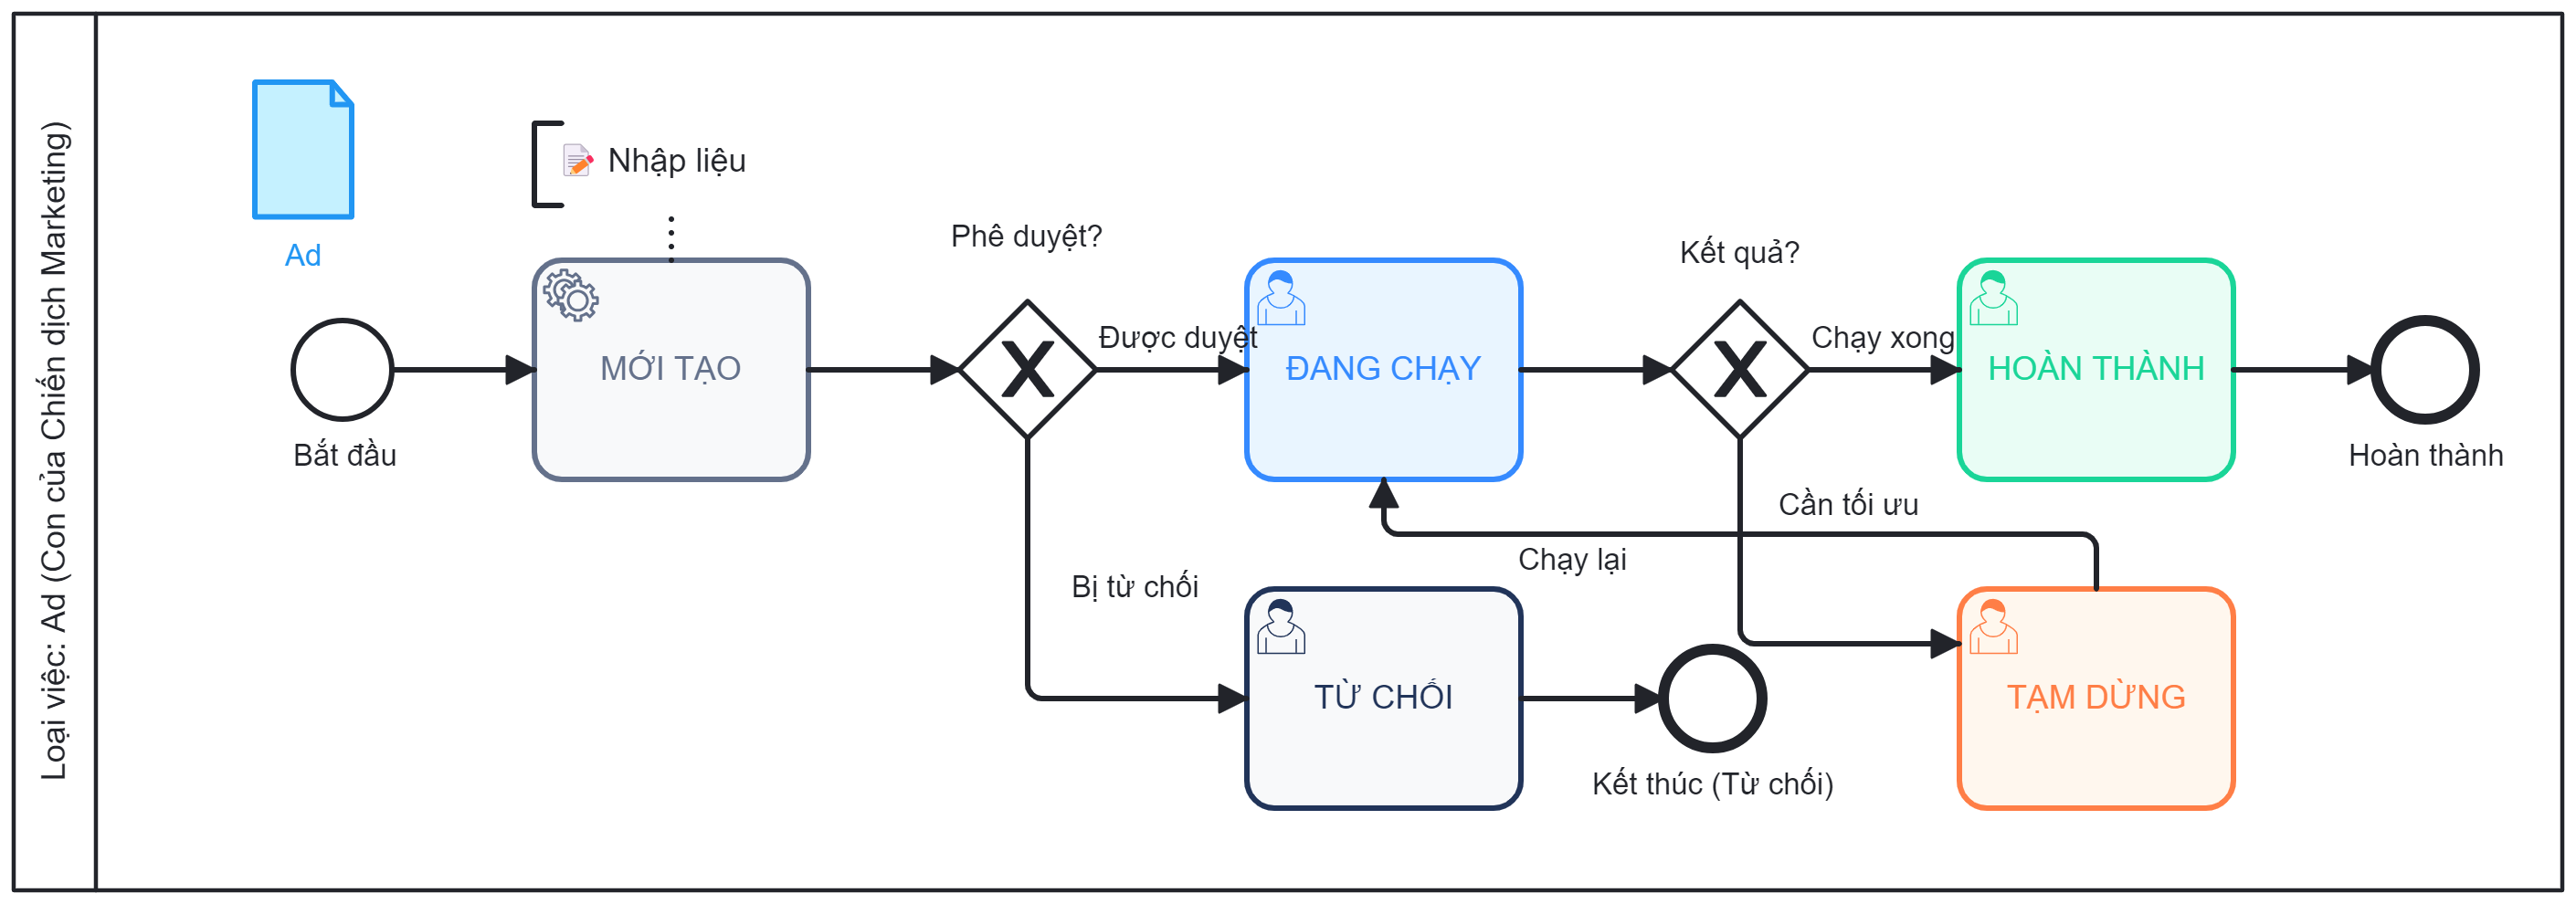 Loại việc: Ad (Con của Chiến dịch Marketing)
Ad
Nhập liệu
Bắt đầu
MỚI TẠO
Phê duyệt?
Được duyệt
Bị từ chối
ĐANG CHẠY
Kết quả?
Chạy xong
HOÀN THÀNH
Hoàn thành
Cần tối ưu
Chạy lại
TỪ CHỐI
Kết thúc (Từ chối)
TẠM DỪNG